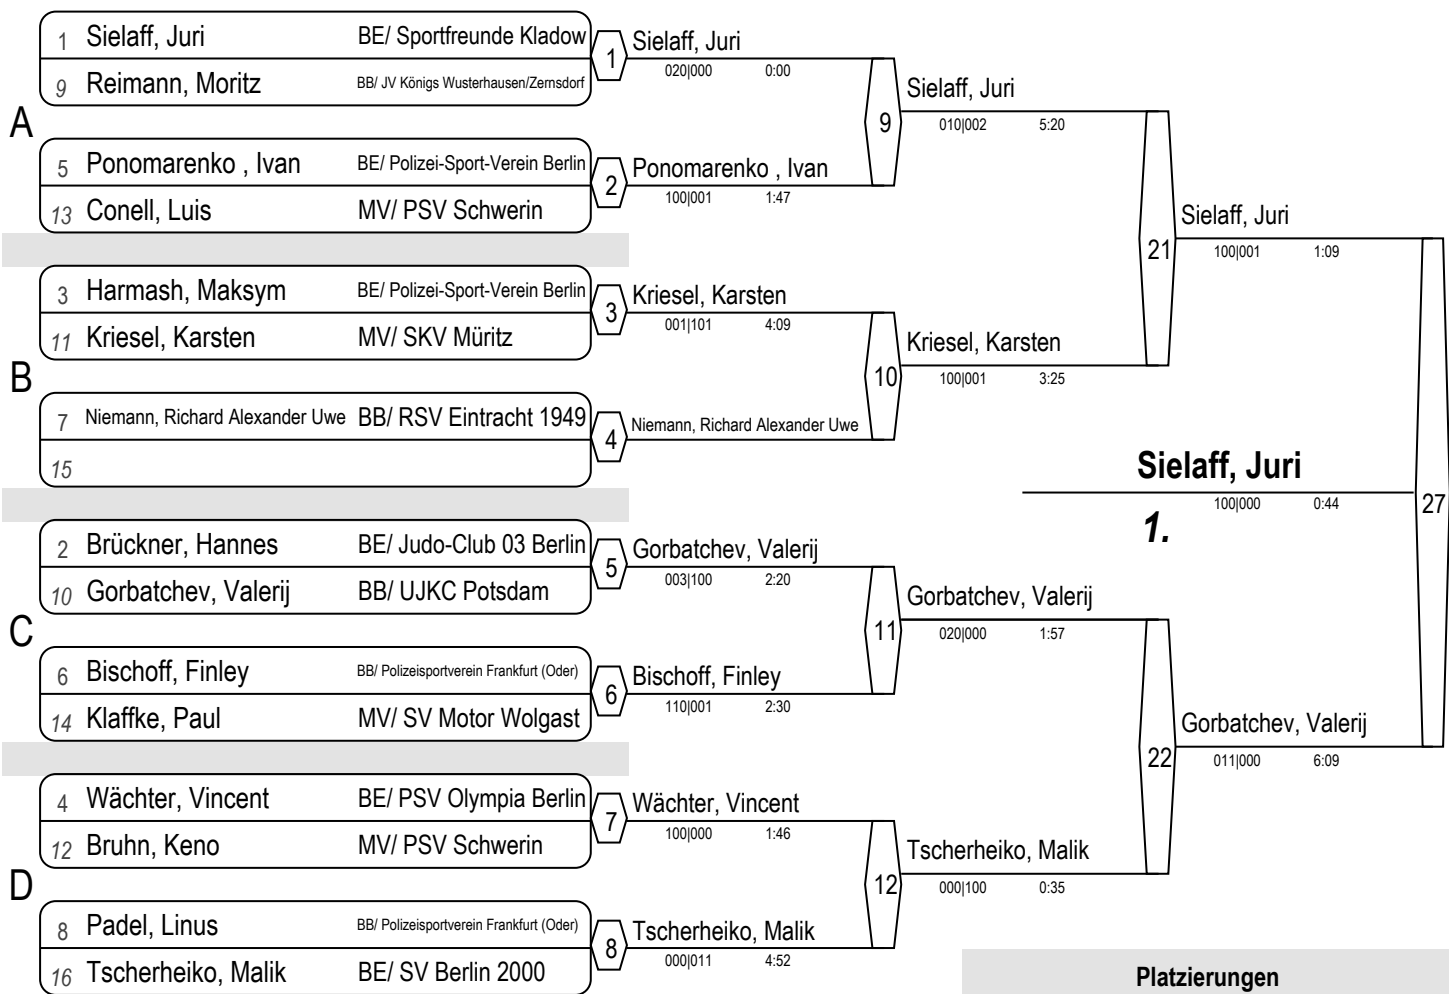 1 Sielaff, Juri BE/ Sportfreunde Kladow
9 Reimann, Moritz BB/ JV Königs Wusterhausen/Zernsdorf
1
Sielaff, Juri
020|000 0:00
A
5 Ponomarenko , Ivan BE/ Polizei-Sport-Verein Berlin
13 Conell, Luis MV/ PSV Schwerin
2
Ponomarenko , Ivan
100|001 1:47
9
Sielaff, Juri
010|002 5:20
3 Harmash, Maksym BE/ Polizei-Sport-Verein Berlin
11 Kriesel, Karsten MV/ SKV Müritz
3
Kriesel, Karsten
001|101 4:09
B
7 Niemann, Richard Alexander Uwe BB/ RSV Eintracht 1949
15
4
Niemann, Richard Alexander Uwe
10
Kriesel, Karsten
100|001 3:25
21
Sielaff, Juri
100|001 1:09
2 Brückner, Hannes BE/ Judo-Club 03 Berlin
10 Gorbatchev, Valerij BB/ UJKC Potsdam
5
Gorbatchev, Valerij
003|100 2:20
C
6 Bischoff, Finley BB/ Polizeisportverein Frankfurt (Oder)
14 Klaffke, Paul MV/ SV Motor Wolgast
6
Bischoff, Finley
110|001 2:30
11
Gorbatchev, Valerij
020|000 1:57
4 Wächter, Vincent BE/ PSV Olympia Berlin
12 Bruhn, Keno MV/ PSV Schwerin
7
Wächter, Vincent
100|000 1:46
D
8 Padel, Linus BB/ Polizeisportverein Frankfurt (Oder)
16 Tscherheiko, Malik BE/ SV Berlin 2000
8
Tscherheiko, Malik
000|011 4:52
12
Tscherheiko, Malik
000|100 0:35
22
Gorbatchev, Valerij
011|000 6:09
27
Sielaff, Juri
100|000 0:44
1.
Platzierungen